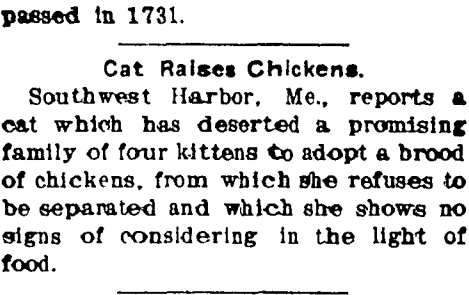 passed in 1731.
Cat Raises Chickens.
Southwest Harbor, Me., reports a
cat which has deserted a promising
family of four kittens to adopt a brood
of chickens, from which she refuses to
be separated and which she shows no
signs of considering in the light of
food.